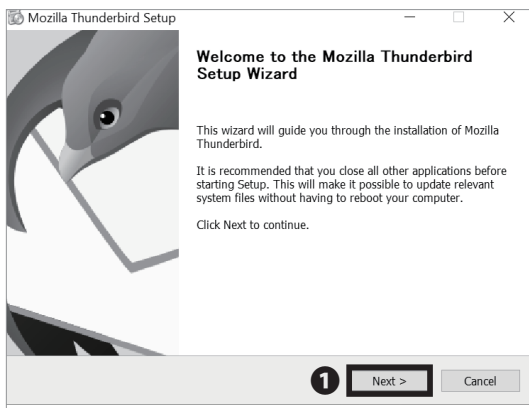 Mozilla Thunderbird Setup
Welcome to the Mozilla Thunderbird
Setup Wizard
This wizard will guide you through the installation of Mozilla
Thunderbird.
It is recommended that you close all other applications before
starting Setup. This will make it possible to update relevant
system files without having to reboot your computer.
Click Next to continue.
1 Next > Cancel